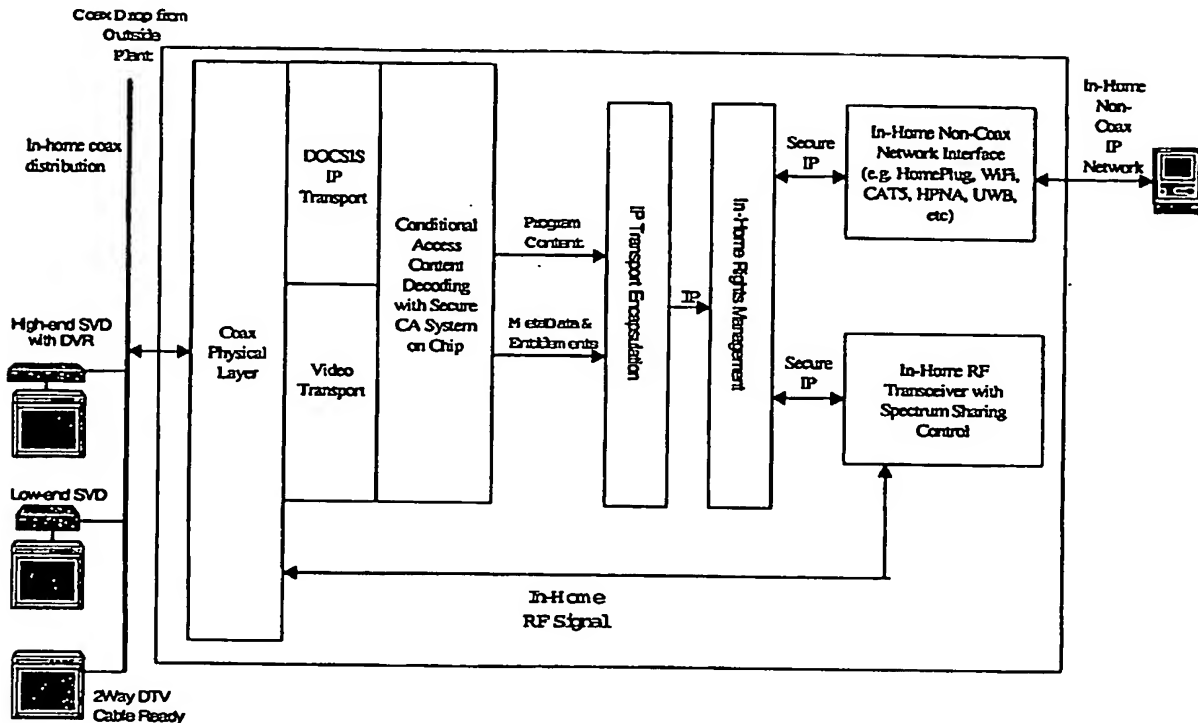 Coax Drop from
Outside
Plant
In-home coax
distribution
High-end SVD
with DVR
Low-end SVD
2Way DTV
Cable Ready
Coax
Physical
Layer
DOCSIS
IP
Transport
Video
Transport
Conditional
Access
Content
Decoding
with Secure
CA System
on Chip
Program
Content
MetaData &
Entitlements
IP Transport Encapsulation
IP
In-Home Rights Management
Secure
IP
Secure
IP
In-Home Non-Coax
Network Interface
(e.g. HomePlug, WiFi,
CAT5, HPNA, UWB,
etc)
In-Home RF
Transceiver with
Spectrum Sharing
Control
In-Home
Non-
Coax
IP
Network
In-Home
RF Signal